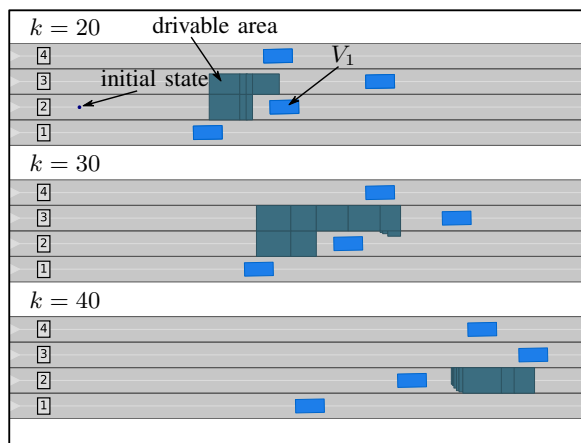 k = 20
drivable area
4
V₁
3
initial state
2
1
k = 30
4
3
2
1
k = 40
4
3
2
1